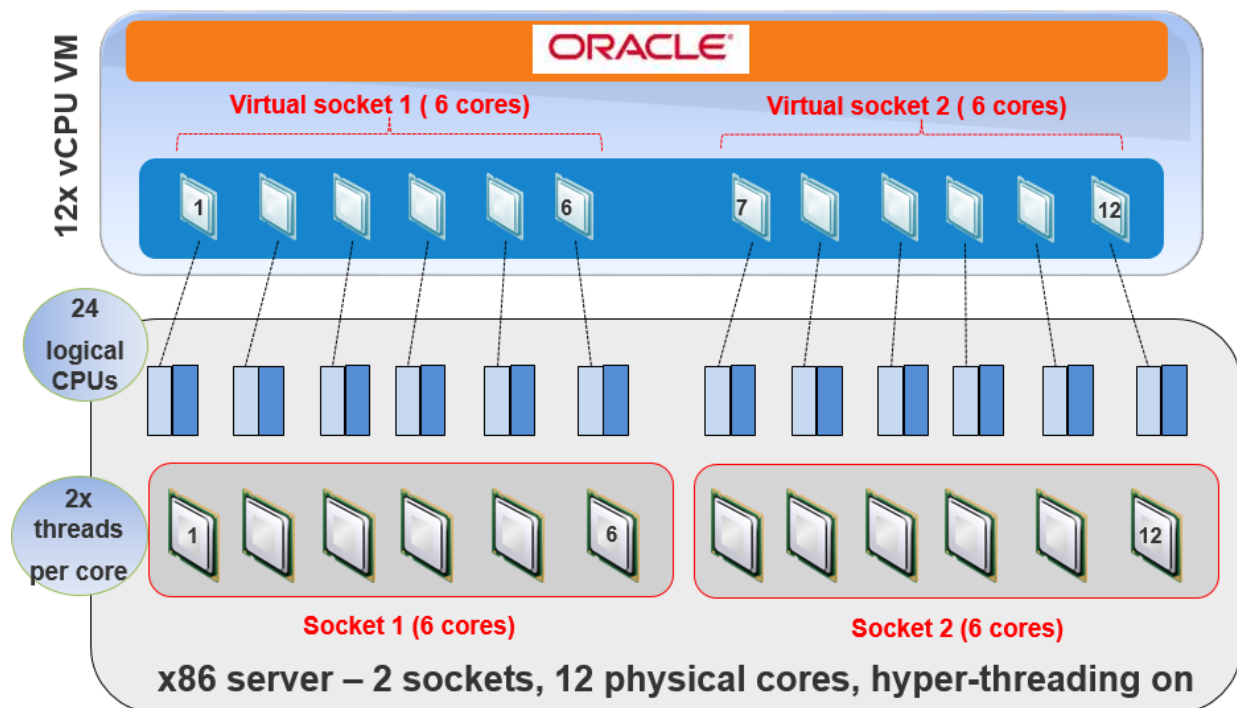 12x vCPU VM
ORACLE®
Virtual socket 1 ( 6 cores)
Virtual socket 2 ( 6 cores)
1
6
7
12
24
logical
CPUs
2x
threads
per core
1
6
12
Socket 1 (6 cores)
Socket 2 (6 cores)
x86 server – 2 sockets, 12 physical cores, hyper-threading on